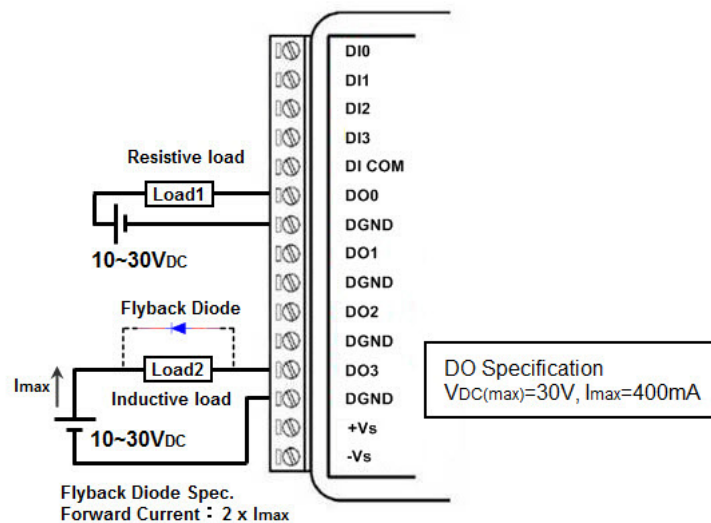 DI0
DI1
DI2
DI3
DI COM
DO0
DGND
DO1
DGND
DO2
DGND
DO3
DGND
+Vs
-Vs
Resistive load
Load1
10~30VDC
Flyback Diode
Load2
Imax
Inductive load
10~30VDC
Flyback Diode Spec.
Forward Current : 2 x Imax
DO Specification
VDC(max)=30V, Imax=400mA